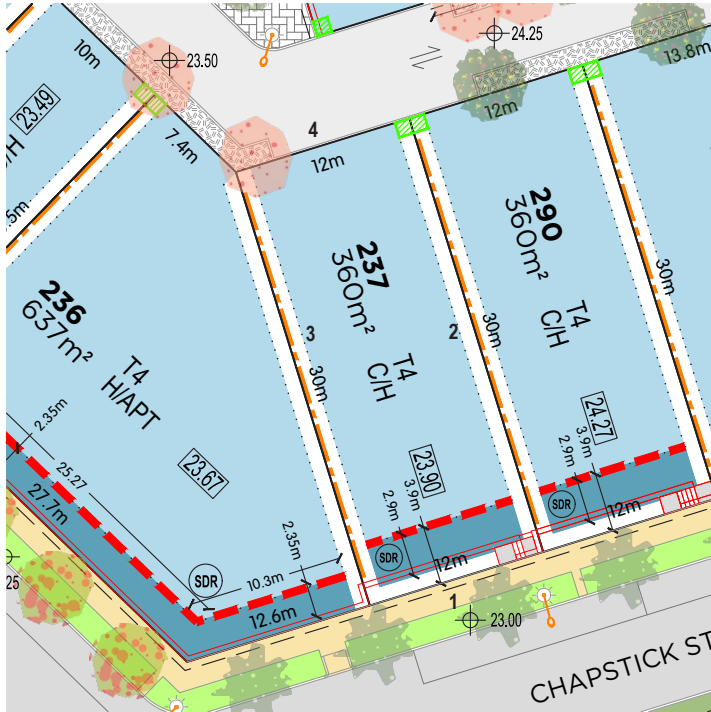 10m
23.50
24.25
13.8m
12m
/H 23.49
7.4m
4
12m
.5m
290
360m²
237
360m²
30m
236
637m²
T4
C/H
3
2
30m
30m
T4
C/H
T4
H/APT
2.35m
24.27
3.9m
2.9m
23.90
3.9m
2.9m
25.27
23.67
27.7m
SDR
12m
SDR
12m
2.35m
10.3m
SDR
12.6m
25
1
23.00
CHAPSTICK ST